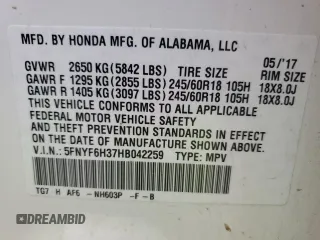 MFD. BY HONDA MFG. OF ALABAMA, LLC
05/'17
GVWR 2650 KG(5842 LBS) TIRE SIZE RIM SIZE
GAWR F 1295 KG(2855 LBS)245/60R18 105H 18X8.0J
GAWR R 1405 KG(3097 LBS)245/60R18 105H 18X8.0J
THIS VEHICLE CONFORMS TO ALL APPLICABLE
FEDERAL MOTOR VEHICLE SAFETY STANDARDS IN EFFECT
ON THE DATE OF MANUFACTURE SHOWN ABOVE.
V.I.N.: 5FNYF6H37HB042259 TYPE: MPV
TG7 H AF6 -NH603P -F -B
DREAMBID